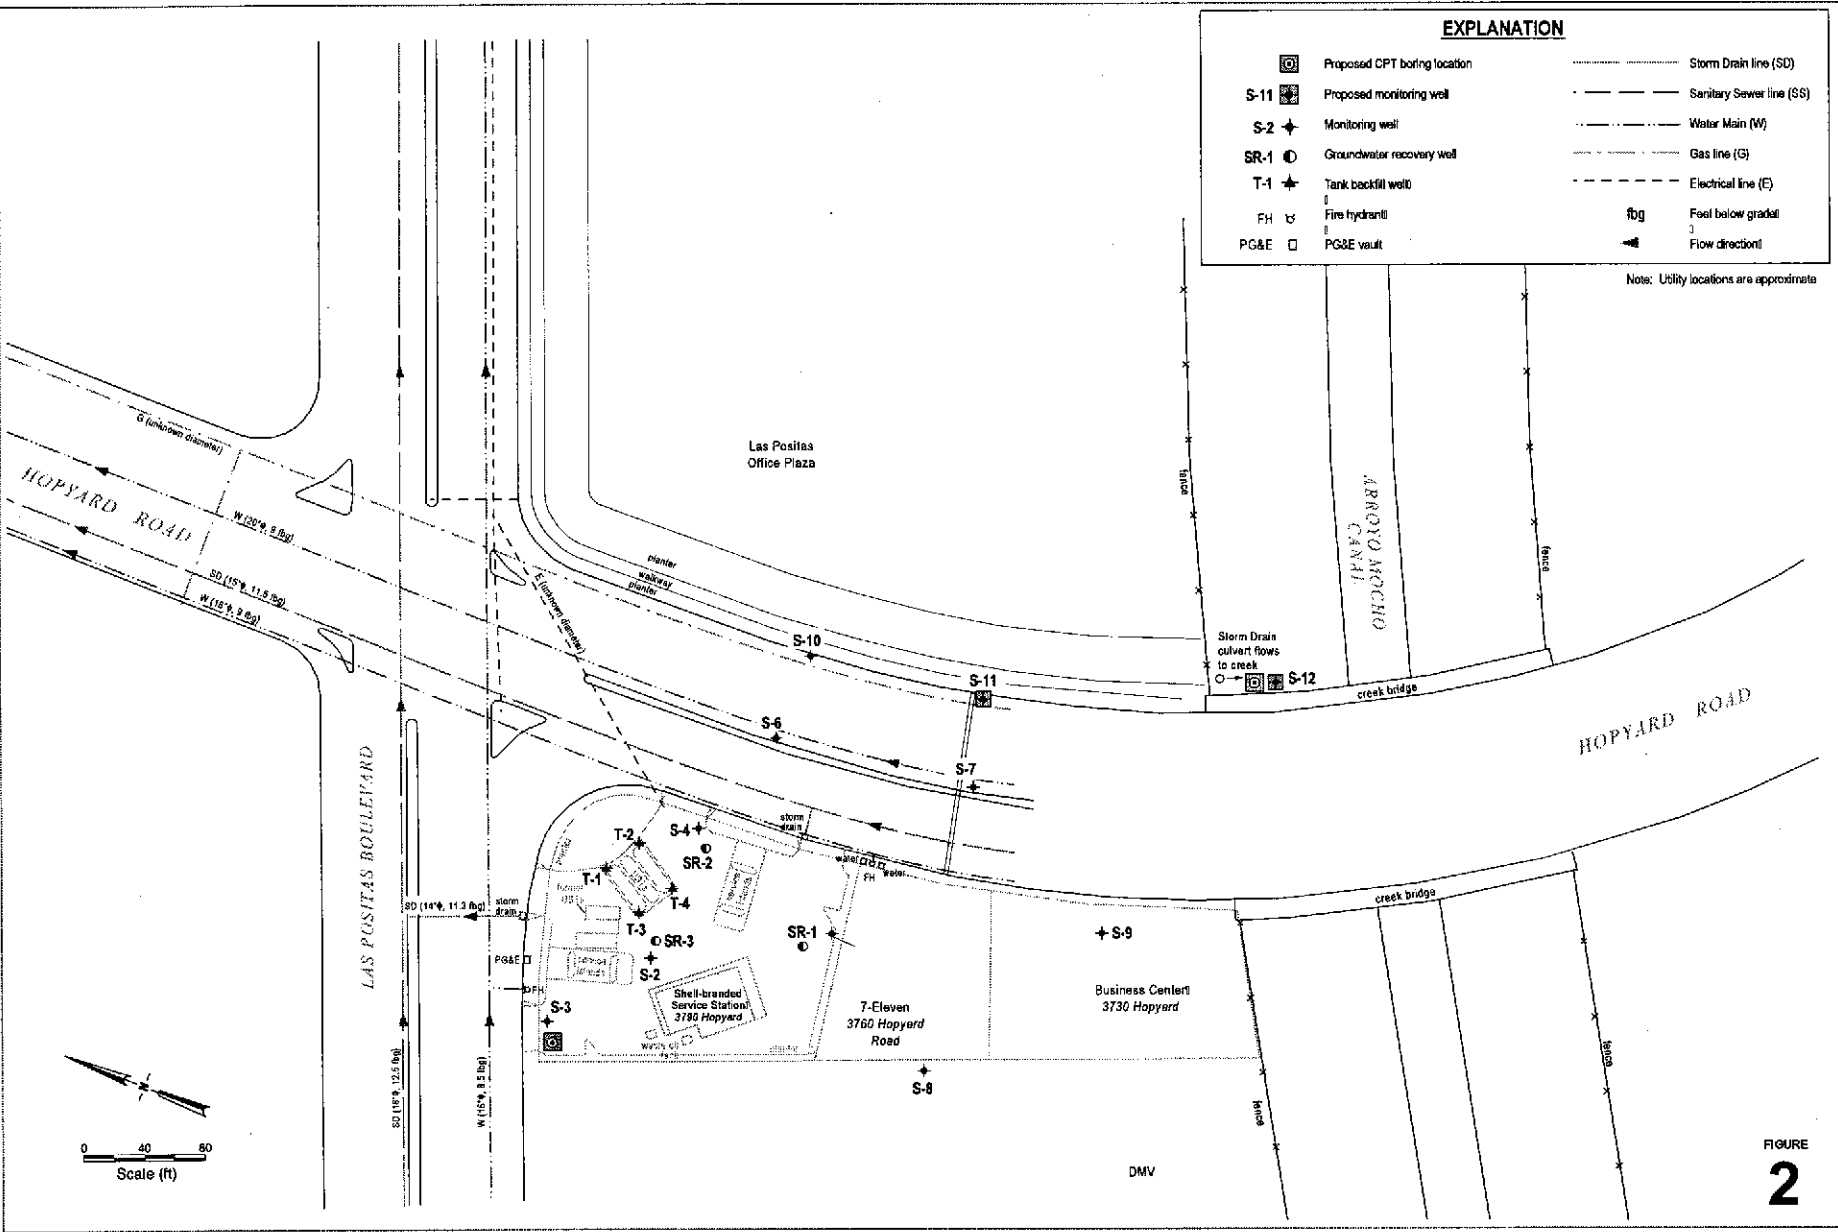 EXPLANATION
Proposed CPT boring location
S-11 Proposed monitoring well
S-2 Monitoring well
SR-1 Groundwater recovery well
T-1 Tank backfill well
FH Fire hydrant
PG&E PG&E vault
Storm Drain line (SD)
Sanitary Sewer line (SS)
Water Main (W)
Gas line (G)
Electrical line (E)
fbg Feet below grade
Flow direction
Note: Utility locations are approximate
G (unknown diameter)
HOPYARD ROAD
W (20"ɸ, 9 fbg)
SD (15"ɸ, 11.5 fbg)
W (16"ɸ, 9 fbg)
Las Positas
Office Plaza
planter
walkway
planter
E (unknown diameter)
fence
ARROYO MOCHO
CANAL
fence
S-10
S-11
Storm Drain
culvert flows
to creek
S-12
creek bridge
HOPYARD ROAD
S-6
S-7
LAS POSITAS BOULEVARD
storm
drain
T-2
S-4
SR-2
T-1
T-4
T-3
water
FH
water
SD (14"ɸ, 11.3 fbg)
storm
drain
PG&E
FH
SR-3
S-2
SR-1
S-9
creek bridge
S-3
Shell-branded
Service Station
3790 Hopyard
7-Eleven
3760 Hopyard
Road
Business Center
3730 Hopyard
waste oil
tank
planter
S-8
fence
fence
SD (18"ɸ, 12.5 fbg)
W (16"ɸ, 8.5 fbg)
N
0 40 80
Scale (ft)
DMV
FIGURE
2